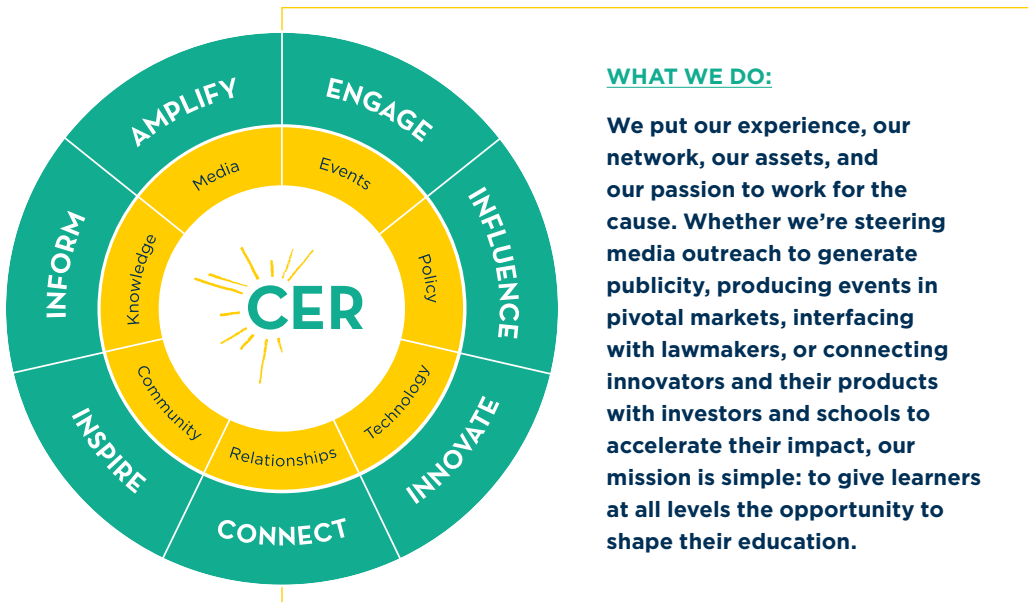 AMPLIFY
ENGAGE
INFLUENCE
INNOVATE
CONNECT
INSPIRE
INFORM
Media
Events
Policy
Technology
Relationships
Community
Knowledge
CER
WHAT WE DO:
We put our experience, our
network, our assets, and
our passion to work for the
cause. Whether we’re steering
media outreach to generate
publicity, producing events in
pivotal markets, interfacing
with lawmakers, or connecting
innovators and their products
with investors and schools to
accelerate their impact, our
mission is simple: to give learners
at all levels the opportunity to
shape their education.